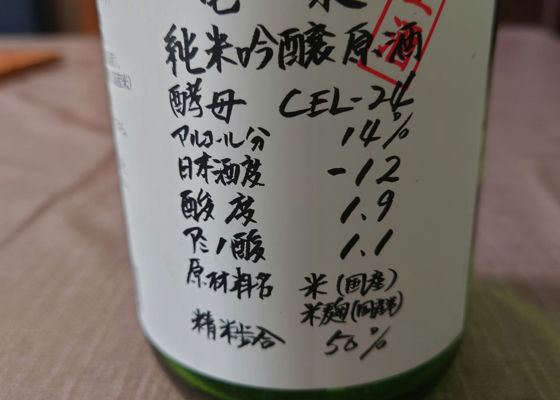 純米吟醸原酒
酵母 CEL-24
アルコール分 14%
日本酒度 -12
酸度 1.9
アミノ酸 1.1
原材料名 米(国産)
米麹(国産米)
精米歩合 50%